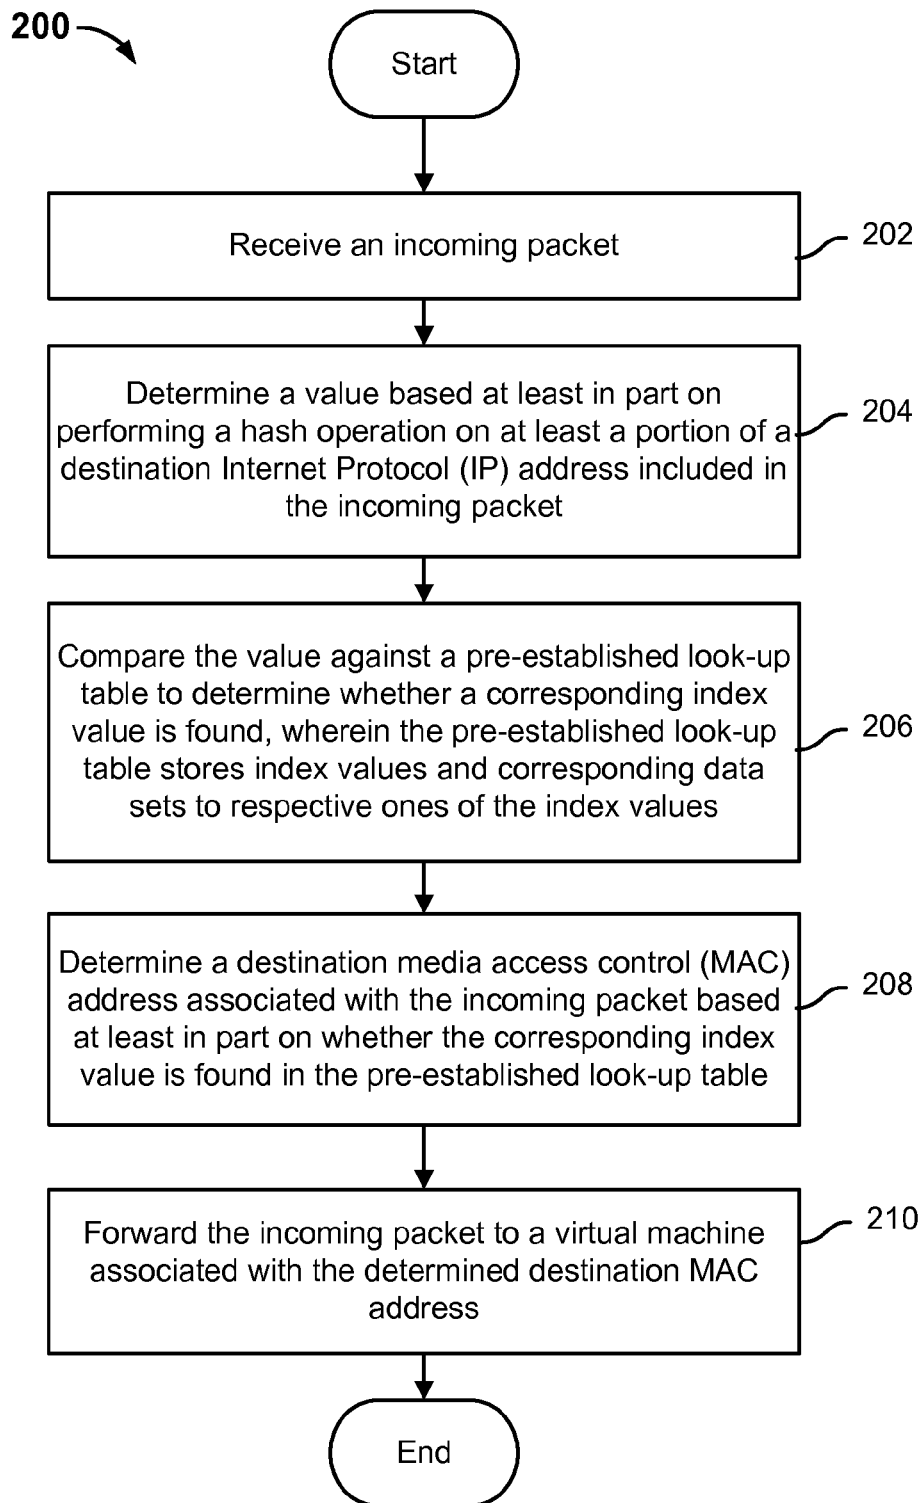 200
Start
Receive an incoming packet
202
Determine a value based at least in part on
performing a hash operation on at least a portion of a
destination Internet Protocol (IP) address included in
the incoming packet
204
Compare the value against a pre-established look-up
table to determine whether a corresponding index
value is found, wherein the pre-established look-up
table stores index values and corresponding data
sets to respective ones of the index values
206
Determine a destination media access control (MAC)
address associated with the incoming packet based
at least in part on whether the corresponding index
value is found in the pre-established look-up table
208
Forward the incoming packet to a virtual machine
associated with the determined destination MAC
address
210
End